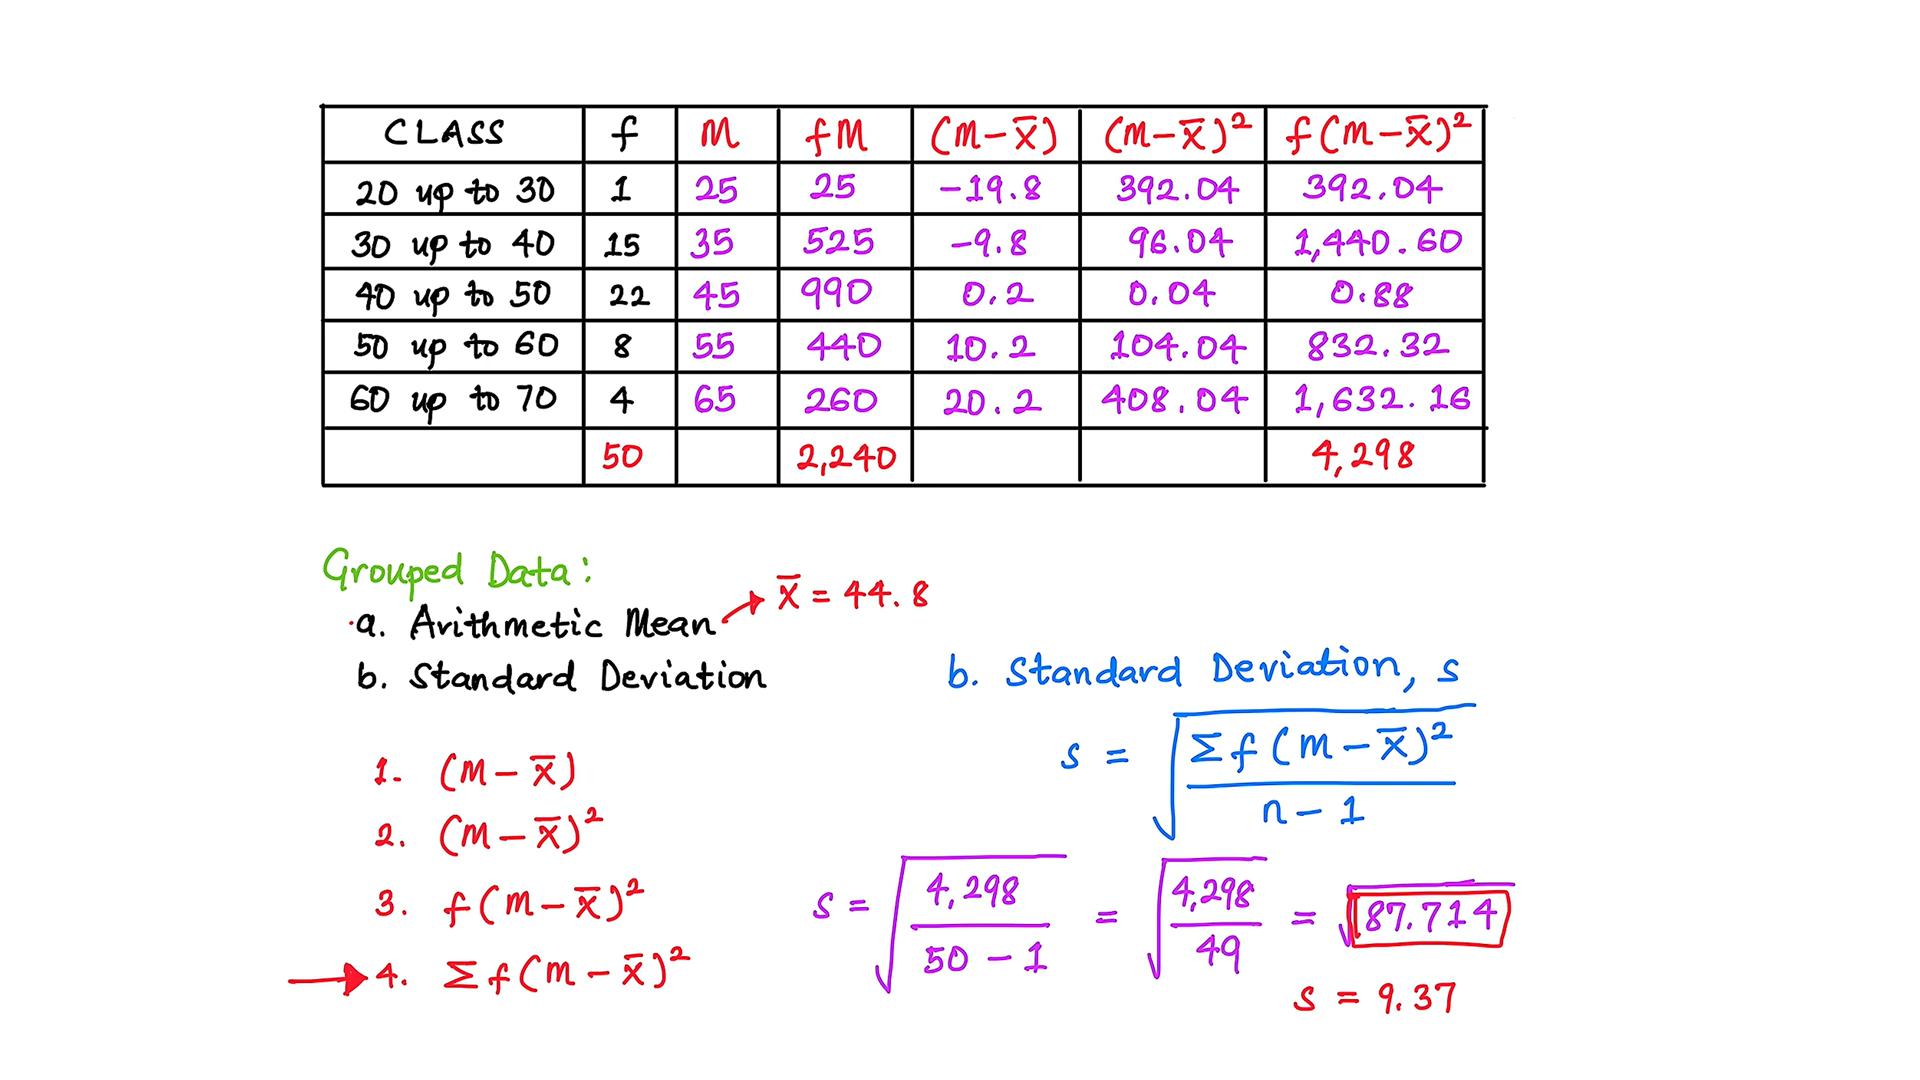 CLASS f M fM (M-x̄) (M-x̄)² f(M-x̄)²
20 up to 30 1 25 25 -19.8 392.04 392.04
30 up to 40 15 35 525 -9.8 96.04 1,440.60
40 up to 50 22 45 990 0.2 0.04 0.88
50 up to 60 8 55 440 10.2 104.04 832.32
60 up to 70 4 65 260 20.2 408.04 1,632.16
50 2,240 4,298
Grouped Data:
a. Arithmetic Mean → x̄ = 44.8
b. Standard Deviation
1. (M-x̄)
2. (M-x̄)²
3. f(M-x̄)²
→ 4. Σf(M-x̄)²
b. Standard Deviation, s
s = √(Σf(M-x̄)² / n-1)
s = √(4,298 / 50-1) = √(4,298 / 49) = √87.714
s = 9.37